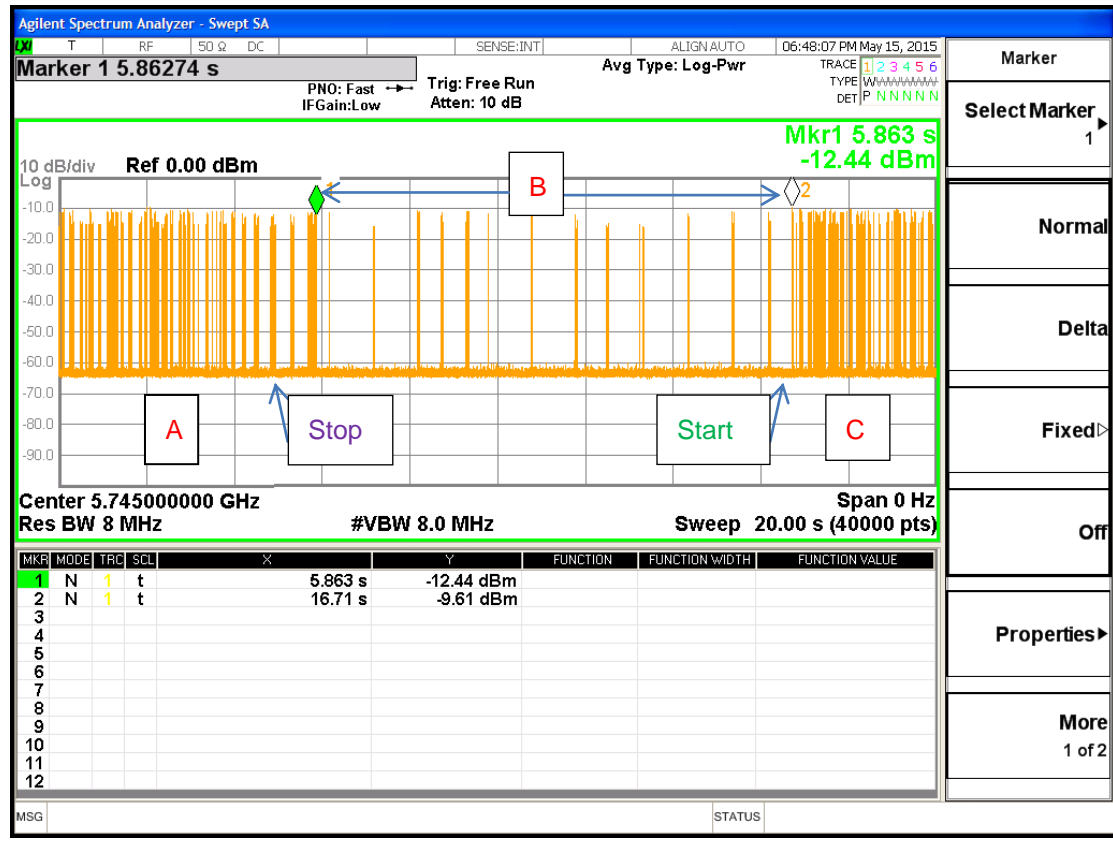 Agilent Spectrum Analyzer - Swept SA
LXI T RF 50 Ω DC SENSE:INT ALIGN AUTO 06:48:07 PM May 15, 2015
Marker 1 5.86274 s
PNO: Fast
IFGain:Low
Trig: Free Run
Atten: 10 dB
Avg Type: Log-Pwr
TRACE 1 2 3 4 5 6
TYPE WWWWWWW
DET P N N N N N
Mkr1 5.863 s
-12.44 dBm
10 dB/div Ref 0.00 dBm
Log
1
B
2
-10.0
-20.0
-30.0
-40.0
-50.0
-60.0
-70.0
-80.0
-90.0
A
Stop
Start
C
Center 5.745000000 GHz Span 0 Hz
Res BW 8 MHz #VBW 8.0 MHz Sweep 20.00 s (40000 pts)
MKR MODE TRC SCL X Y FUNCTION FUNCTION WIDTH FUNCTION VALUE
1 N 1 t 5.863 s -12.44 dBm
2 N 1 t 16.71 s -9.61 dBm
3
4
5
6
7
8
9
10
11
12
MSG STATUS
Marker
Select Marker
1
Normal
Delta
Fixed
Off
Properties
More
1 of 2